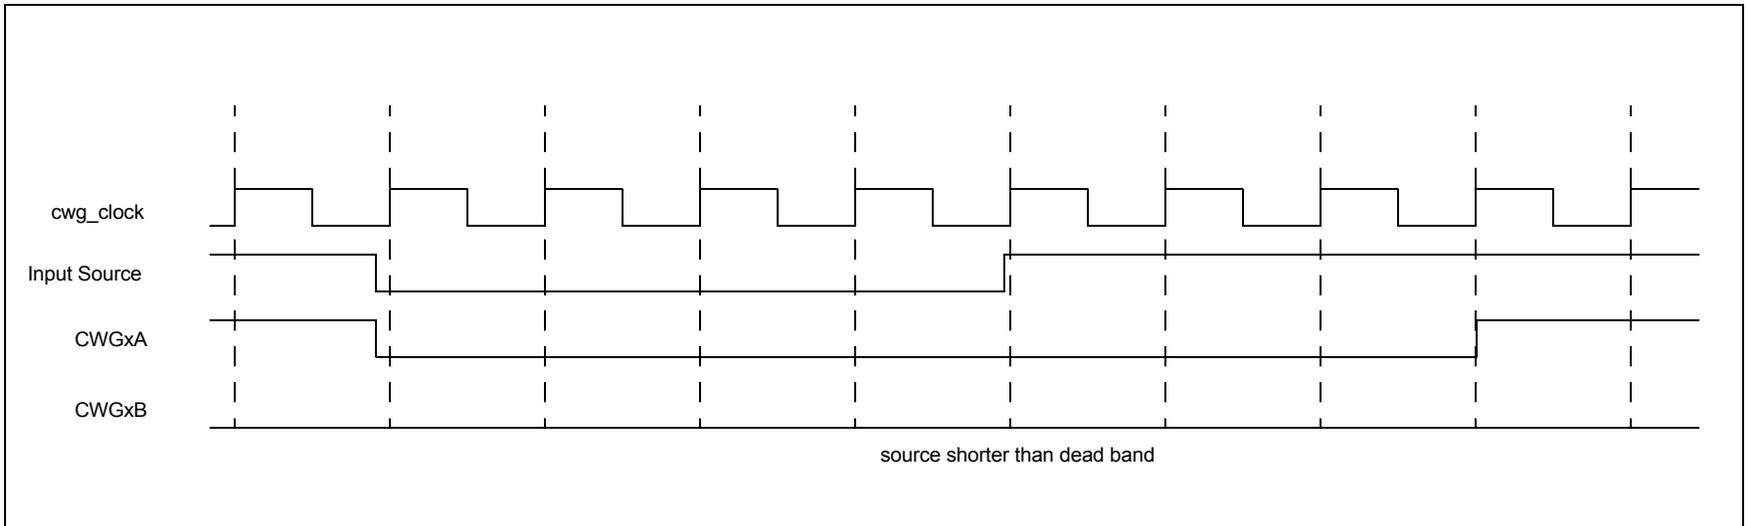 cwg_clock
Input Source
CWGxA
CWGxB
source shorter than dead band